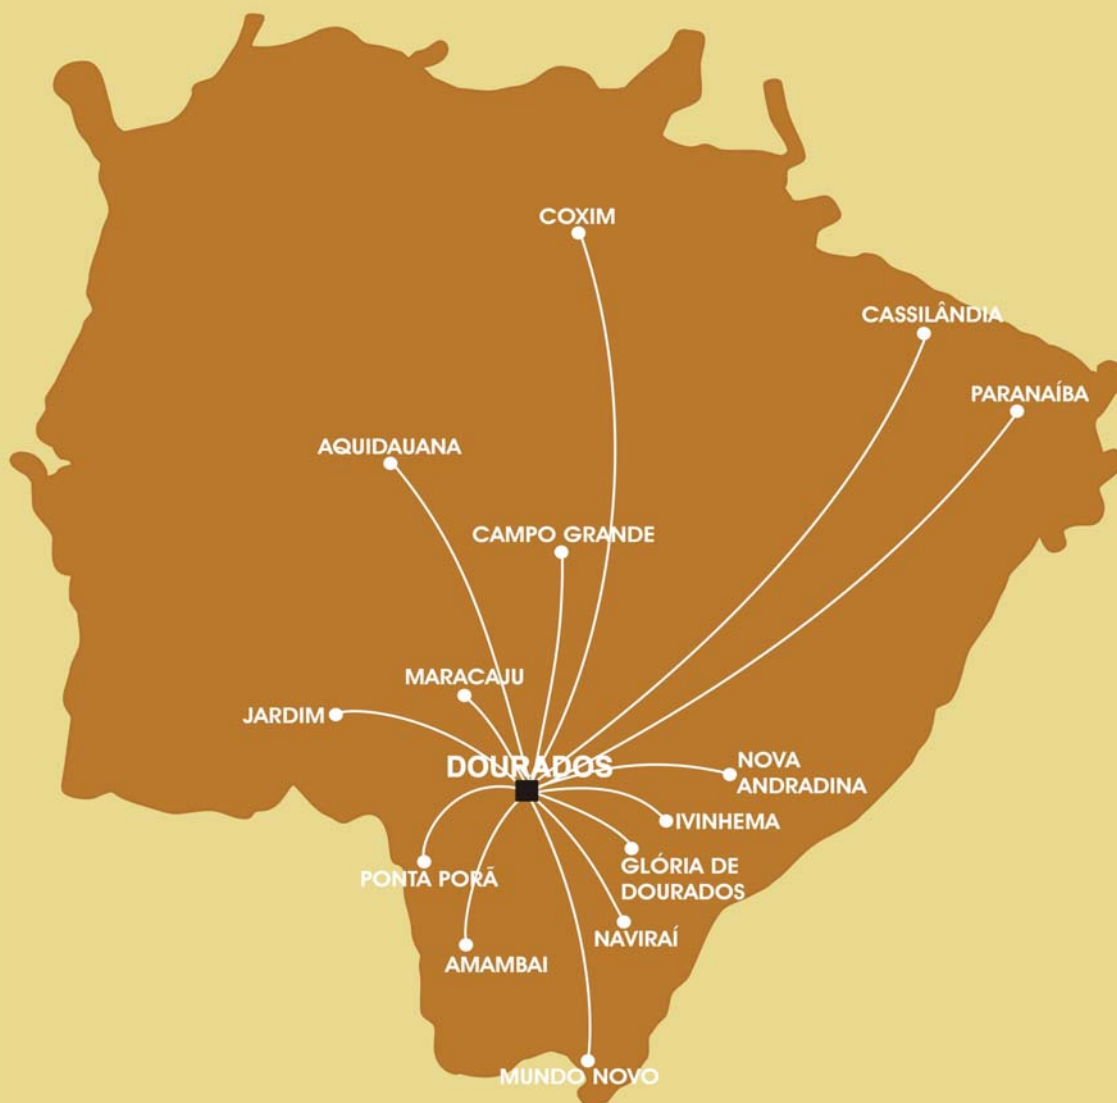 COXIM
CASSILÂNDIA
PARANAÍBA
AQUIDAUANA
CAMPO GRANDE
MARACAJU
JARDIM
DOURADOS
NOVA
ANDRADINA
IVINHEMA
GLÓRIA DE
DOURADOS
PONTA PORÃ
NAVIRAÍ
AMAMBAI
MUNDO NOVO